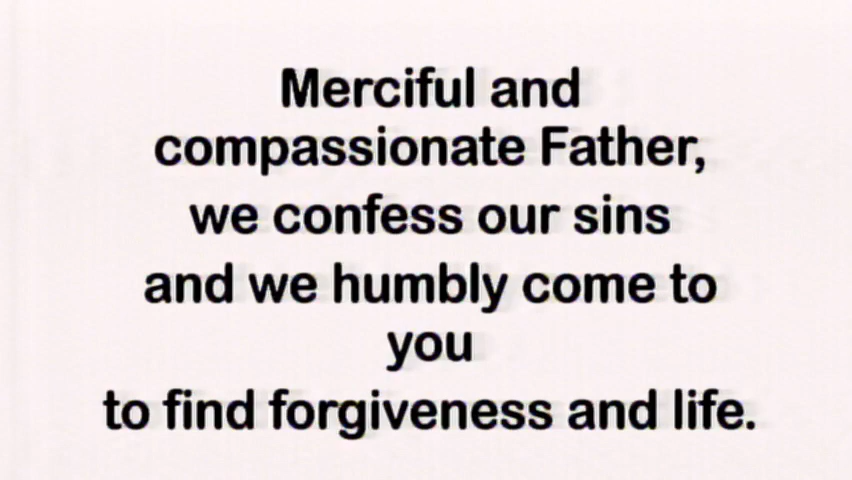 Merciful and
compassionate Father,
we confess our sins
and we humbly come to
you
to find forgiveness and life.